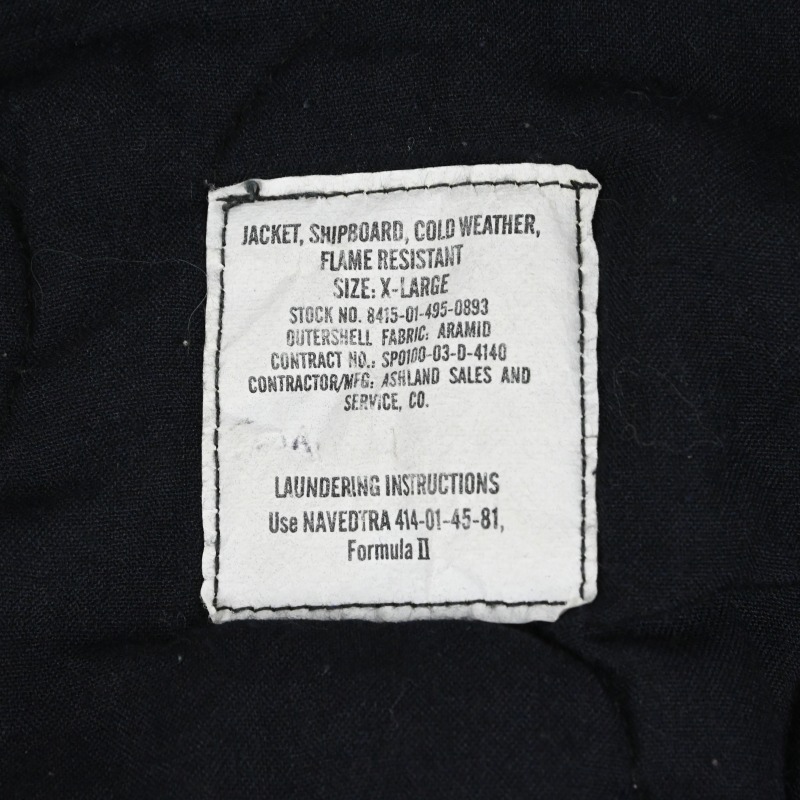 JACKET, SHIPBOARD, COLD WEATHER,
FLAME RESISTANT
SIZE: X-LARGE
STOCK NO. 8415-01-495-0893
OUTERSHELL FABRIC: ARAMID
CONTRACT NO.: SPO100-03-D-4140
CONTRACTOR/MFG: ASHLAND SALES AND
SERVICE, CO.
LAUNDERING INSTRUCTIONS
Use NAVEDTRA 414-01-45-81,
Formula II